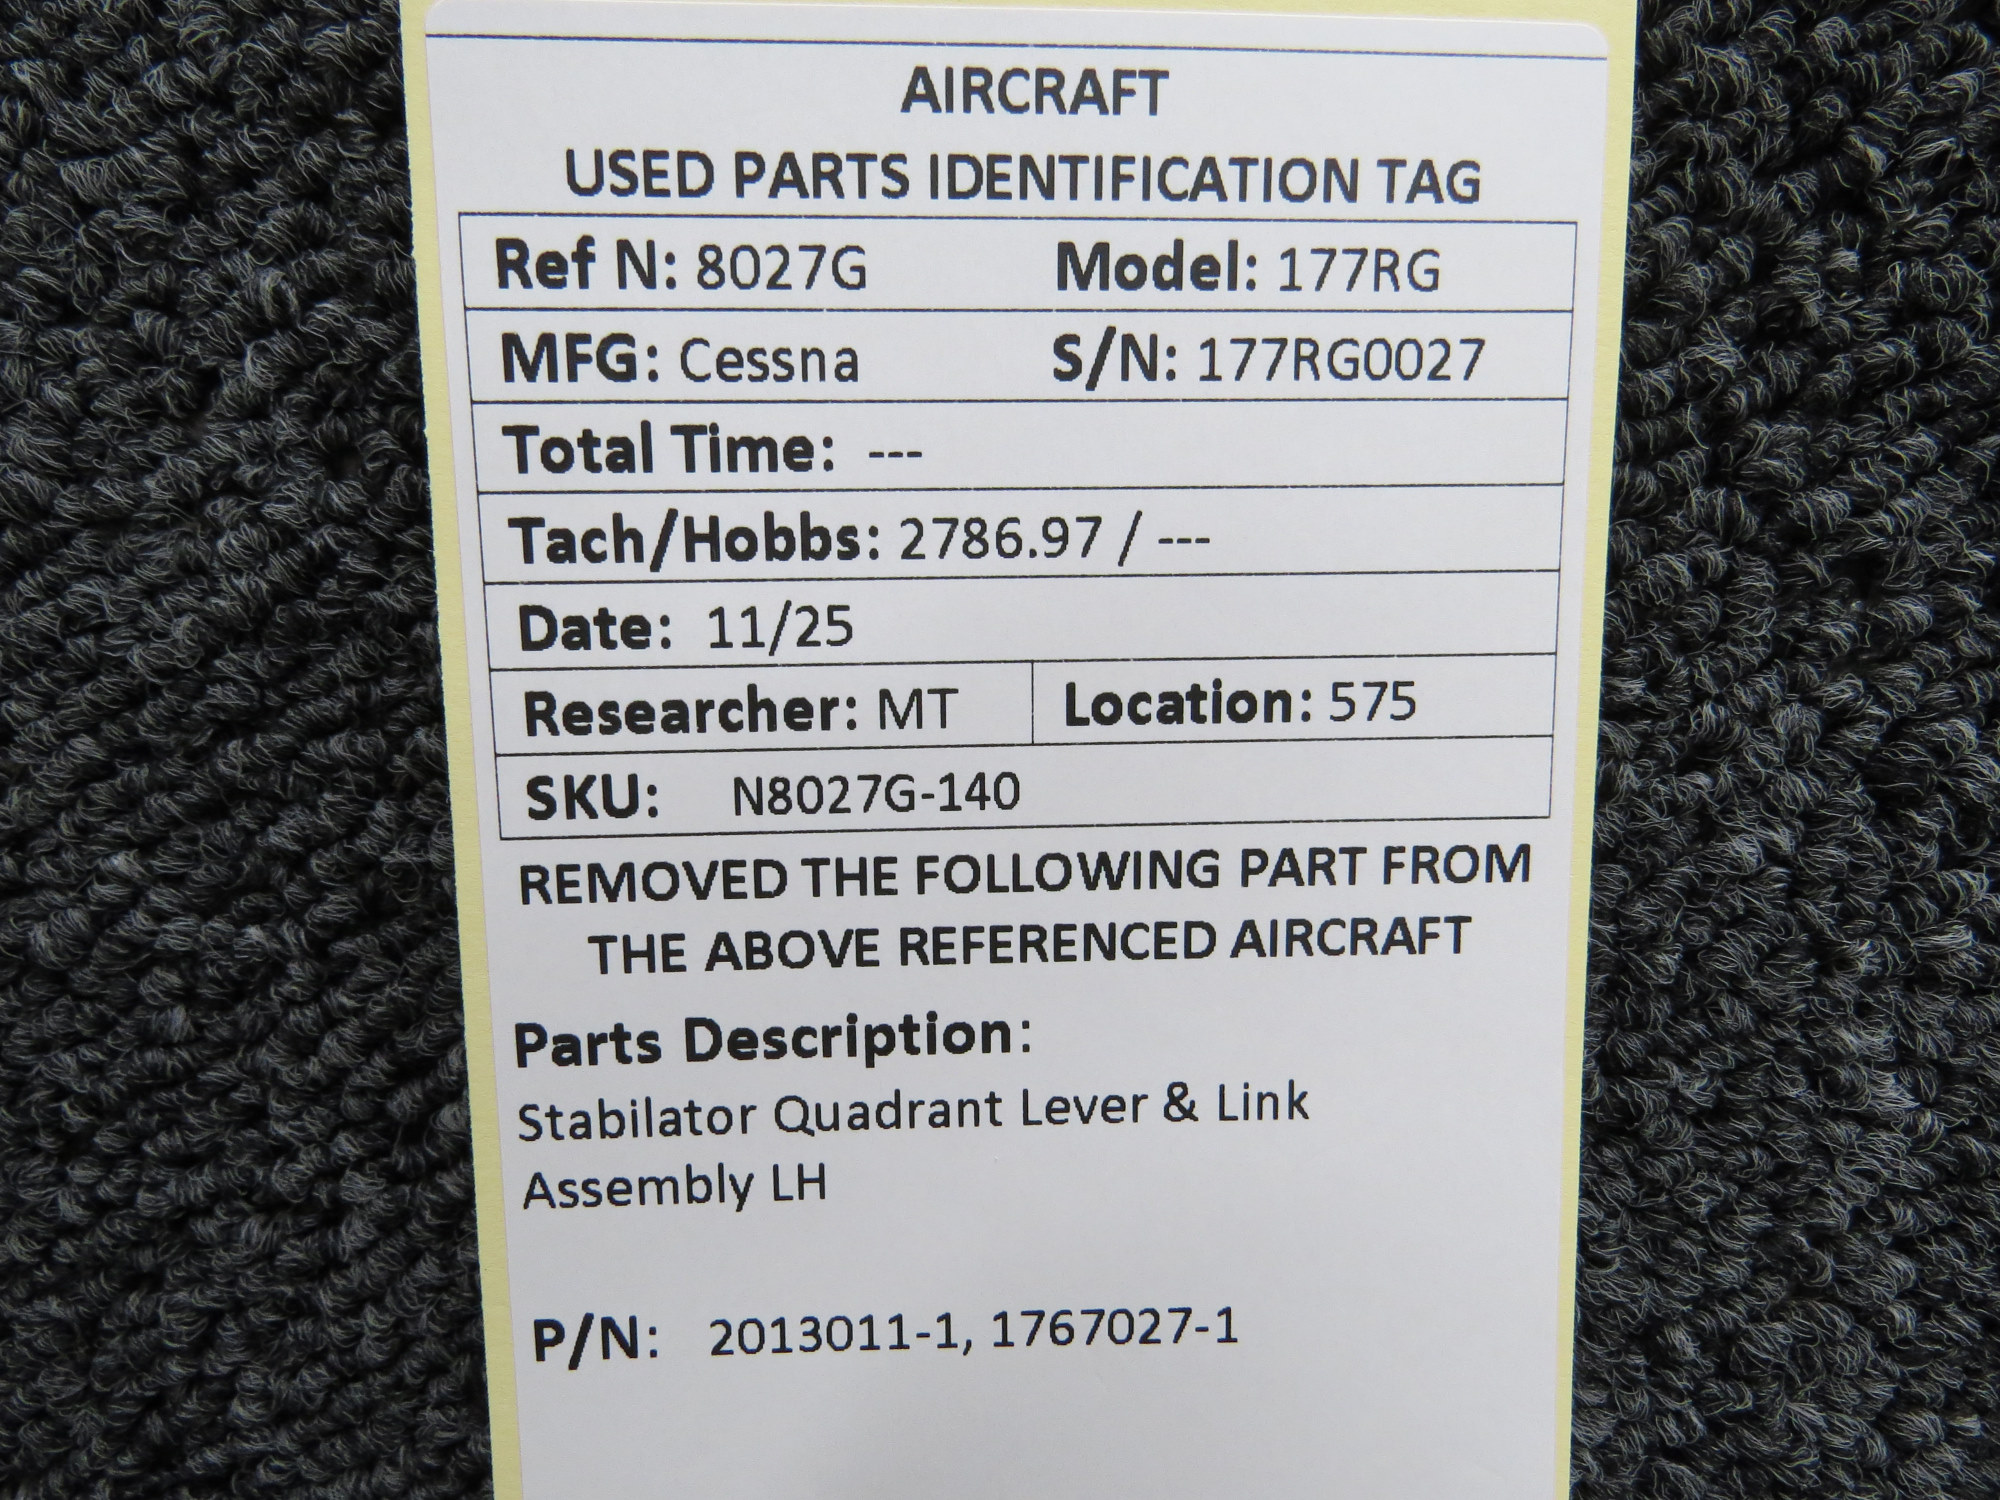 AIRCRAFT
USED PARTS IDENTIFICATION TAG
Ref N: 8027G Model: 177RG
MFG: Cessna S/N: 177RG0027
Total Time: ---
Tach/Hobbs: 2786.97 / ---
Date: 11/25
Researcher: MT Location: 575
SKU: N8027G-140
REMOVED THE FOLLOWING PART FROM
THE ABOVE REFERENCED AIRCRAFT
Parts Description:
Stabilator Quadrant Lever & Link
Assembly LH
P/N: 2013011-1, 1767027-1